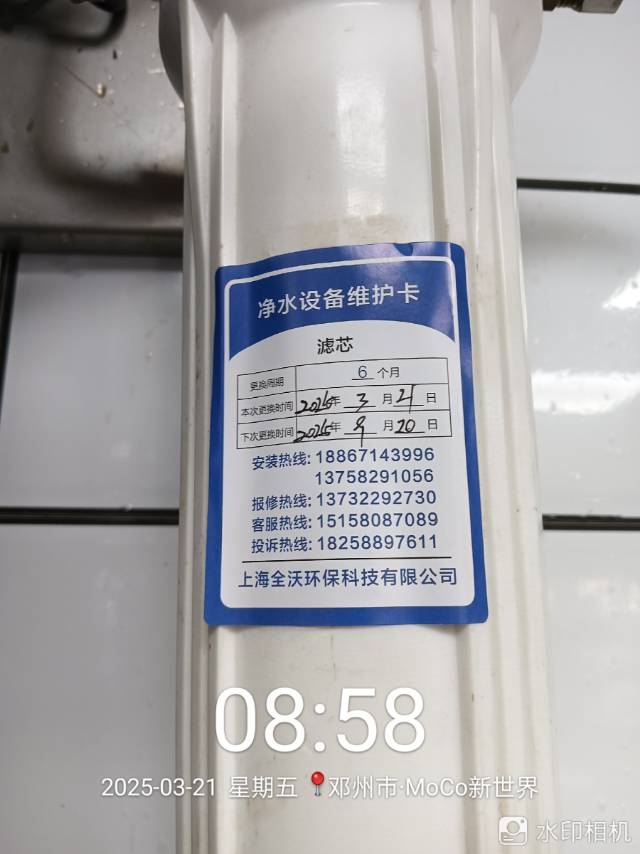 净水设备维护卡
滤芯
更换周期 6 个月
本次更换时间 2025年 3 月 21 日
下次更换时间 2025年 9 月 20 日
安装热线: 18867143996
13758291056
报修热线: 13732292730
客服热线: 15158087089
投诉热线: 18258897611
上海全沃环保科技有限公司
08:58
2025-03-21 星期五 邓州市·MoCo新世界
水印相机